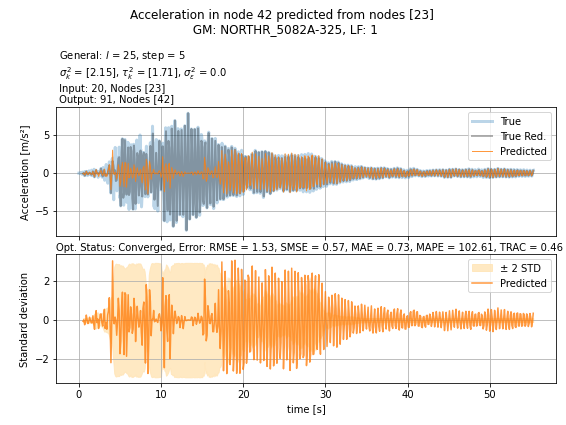 Acceleration in node 42 predicted from nodes [23]
GM: NORTHR_5082A-325, LF: 1
General: l = 25, step = 5
σ²ₖ = [2.15], τ²ₖ = [1.71], σ²ε = 0.0
Input: 20, Nodes [23]
Output: 91, Nodes [42]
Acceleration [m/s²]
5
0
−5
True
True Red.
Predicted
Opt. Status: Converged, Error: RMSE = 1.53, SMSE = 0.57, MAE = 0.73, MAPE = 102.61, TRAC = 0.46
Standard deviation
2
0
−2
± 2 STD
Predicted
0 10 20 30 40 50
time [s]